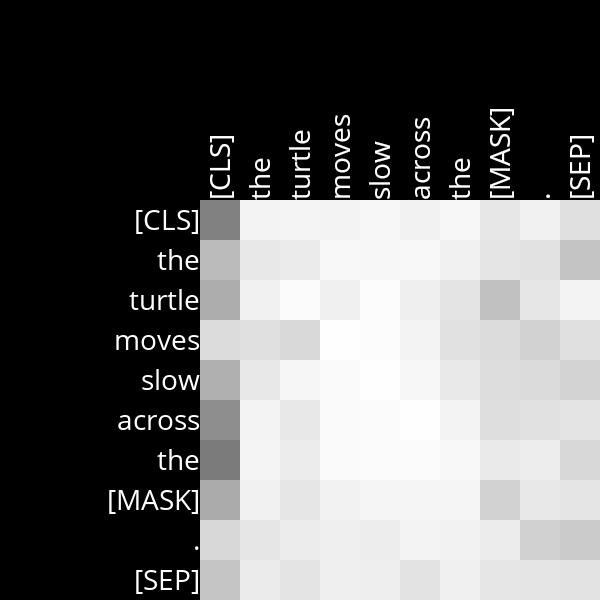 [CLS] the turtle moves slow across the [MASK] . [SEP]
[CLS]
the
turtle
moves
slow
across
the
[MASK]
.
[SEP]